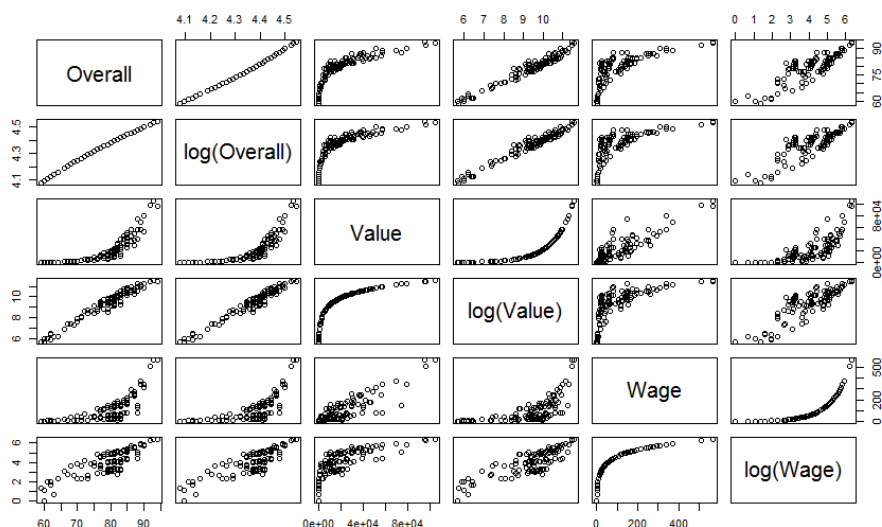 4.1 4.2 4.3 4.4 4.5
6 7 8 9 10
0 1 2 3 4 5 6
Overall
60 75 90
log(Overall)
4.1 4.3 4.5
Value
0e+00 8e+04
log(Value)
6 8 10
Wage
0 200 500
log(Wage)
0 2 4 6
60 70 80 90
0e+00 4e+04 8e+04
0 200 400